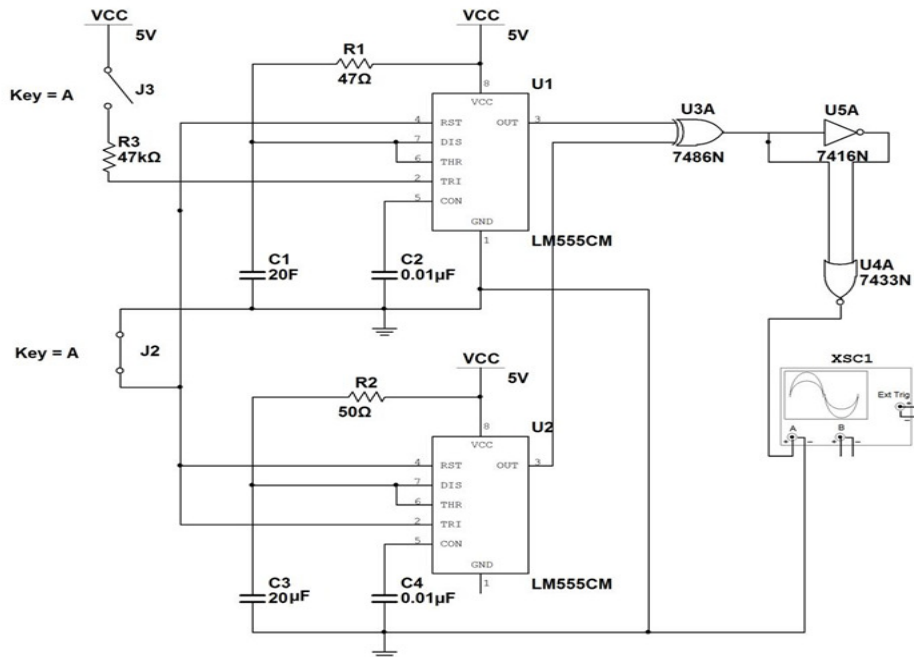 VCC
5V
VCC
5V
R1
47Ω
J3
Key = A
R3
47kΩ
U1
8
VCC
4
RST
OUT
3
7
DIS
6
THR
2
TRI
5
CON
GND
1
LM555CM
U3A
7486N
U5A
7416N
U4A
7433N
C1
20F
C2
0.01µF
Key = A
J2
XSC1
Ext Trig
+
−
A
B
+
−
+
−
VCC
5V
R2
50Ω
U2
8
VCC
4
RST
OUT
3
7
DIS
6
THR
2
TRI
5
CON
GND
1
LM555CM
C3
20µF
C4
0.01µF